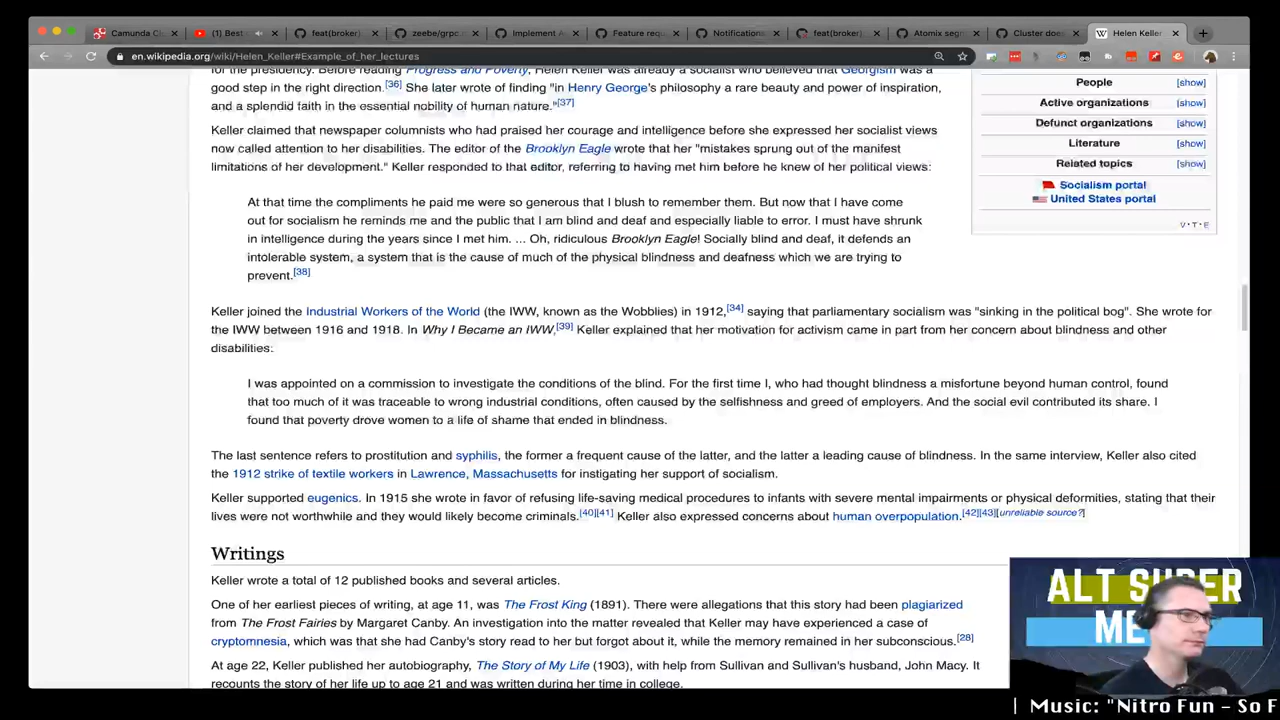 Camunda Cl
(1) Best
feat(broker)
zeebe/grpc
Implement A
Feature requ
Notifications
feat(broker)
Atomix segm
Cluster does
Helen Keller
en.wikipedia.org/wiki/Helen_Keller#Example_of_her_lectures
for the presidency. Before reading Progress and Poverty, Helen Keller was already a socialist who believed that Georgism was a
good step in the right direction.[36] She later wrote of finding "in Henry George's philosophy a rare beauty and power of inspiration,
and a splendid faith in the essential nobility of human nature."[37]
Keller claimed that newspaper columnists who had praised her courage and intelligence before she expressed her socialist views
now called attention to her disabilities. The editor of the Brooklyn Eagle wrote that her "mistakes sprung out of the manifest
limitations of her development." Keller responded to that editor, referring to having met him before he knew of her political views:
At that time the compliments he paid me were so generous that I blush to remember them. But now that I have come
out for socialism he reminds me and the public that I am blind and deaf and especially liable to error. I must have shrunk
in intelligence during the years since I met him. ... Oh, ridiculous Brooklyn Eagle! Socially blind and deaf, it defends an
intolerable system, a system that is the cause of much of the physical blindness and deafness which we are trying to
prevent.[38]
People [show]
Active organizations [show]
Defunct organizations [show]
Literature [show]
Related topics [show]
Socialism portal
United States portal
V·T·E
Keller joined the Industrial Workers of the World (the IWW, known as the Wobblies) in 1912,[34] saying that parliamentary socialism was "sinking in the political bog". She wrote for
the IWW between 1916 and 1918. In Why I Became an IWW,[39] Keller explained that her motivation for activism came in part from her concern about blindness and other
disabilities:
I was appointed on a commission to investigate the conditions of the blind. For the first time I, who had thought blindness a misfortune beyond human control, found
that too much of it was traceable to wrong industrial conditions, often caused by the selfishness and greed of employers. And the social evil contributed its share. I
found that poverty drove women to a life of shame that ended in blindness.
The last sentence refers to prostitution and syphilis, the former a frequent cause of the latter, and the latter a leading cause of blindness. In the same interview, Keller also cited
the 1912 strike of textile workers in Lawrence, Massachusetts for instigating her support of socialism.
Keller supported eugenics. In 1915 she wrote in favor of refusing life-saving medical procedures to infants with severe mental impairments or physical deformities, stating that their
lives were not worthwhile and they would likely become criminals.[40][41] Keller also expressed concerns about human overpopulation.[42][43][unreliable source?]
Writings
Keller wrote a total of 12 published books and several articles.
One of her earliest pieces of writing, at age 11, was The Frost King (1891). There were allegations that this story had been plagiarized
from The Frost Fairies by Margaret Canby. An investigation into the matter revealed that Keller may have experienced a case of
cryptomnesia, which was that she had Canby's story read to her but forgot about it, while the memory remained in her subconscious.[28]
At age 22, Keller published her autobiography, The Story of My Life (1903), with help from Sullivan and Sullivan's husband, John Macy. It
recounts the story of her life up to age 21 and was written during her time in college.
ALT SUPER
ME
| Music: "Nitro Fun - So F